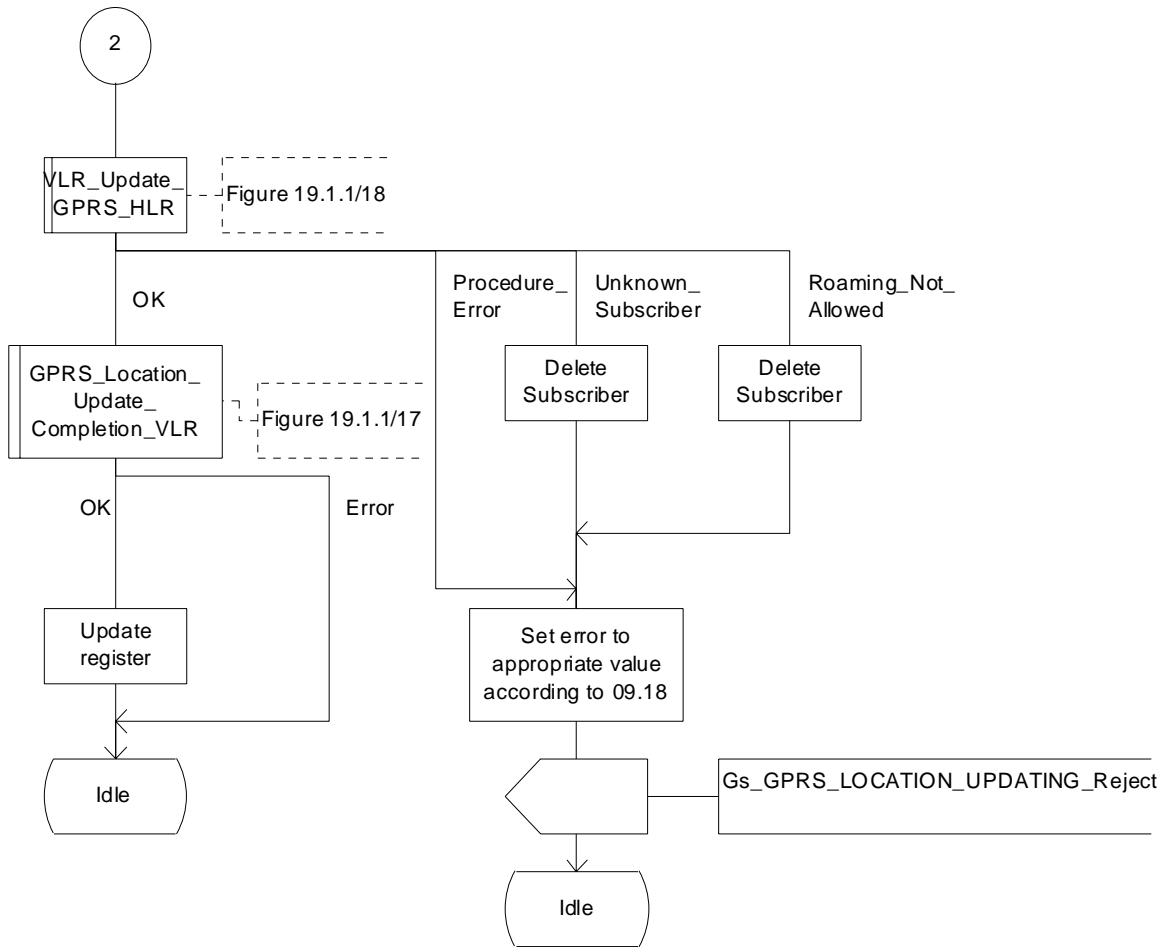 2
VLR_Update_
GPRS_HLR
Figure 19.1.1/18
OK
Procedure_
Error
Unknown_
Subscriber
Roaming_Not_
Allowed
GPRS_Location_
Update_
Completion_VLR
Figure 19.1.1/17
Delete
Subscriber
Delete
Subscriber
OK
Error
Update
register
Set error to
appropriate value
according to 09.18
Idle
Gs_GPRS_LOCATION_UPDATING_Reject
Idle